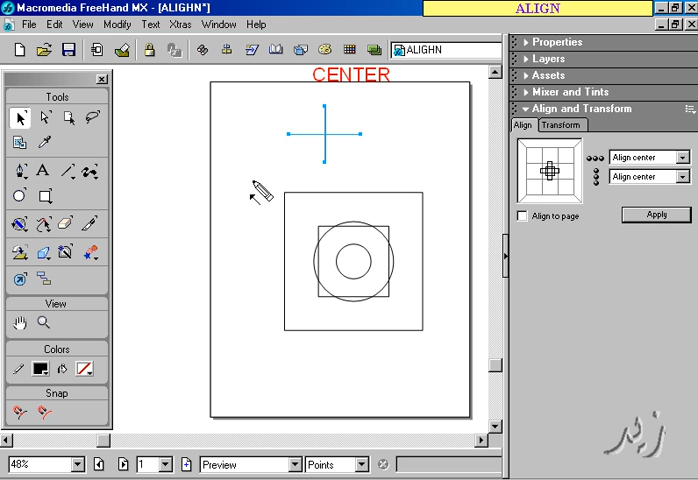 Macromedia FreeHand MX - [ALIGHN*]
ALIGN
File Edit View Modify Text Xtras Window Help
ALIGHN
CENTER
Tools
View
Colors
Snap
Properties
Layers
Assets
Mixer and Tints
Align and Transform
Align Transform
Align center
Align center
Align to page
Apply
زيد
48%
1
Preview
Points